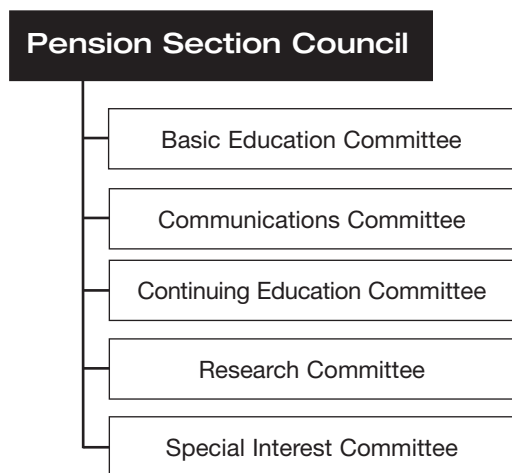 Pension Section Council
Basic Education Committee
Communications Committee
Continuing Education Committee
Research Committee
Special Interest Committee